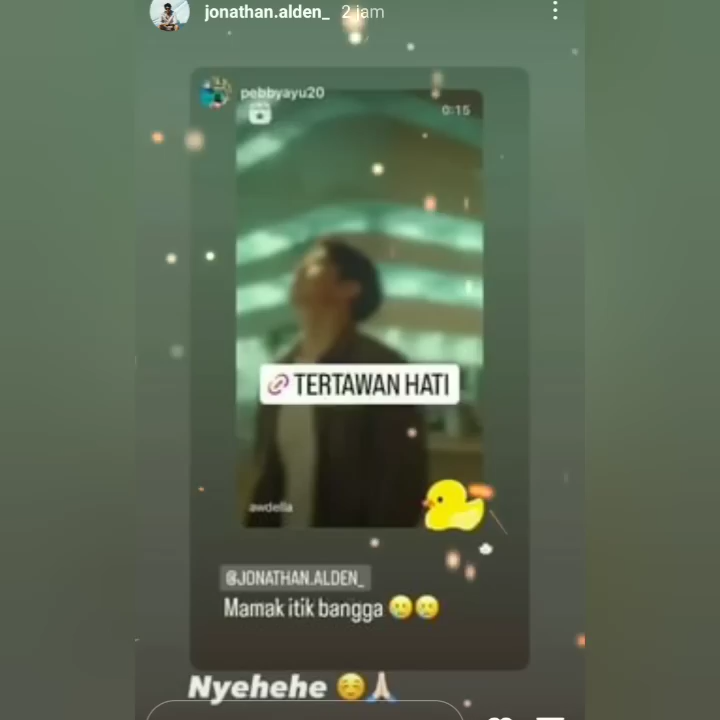 jonathan.alden_ 2 jam
pebbyayu20
0:15
TERTAWAN HATI
awdella
@JONATHAN.ALDEN_
Mamak itik bangga 🥲🥲
Nyehehe ☺️🙏🏻